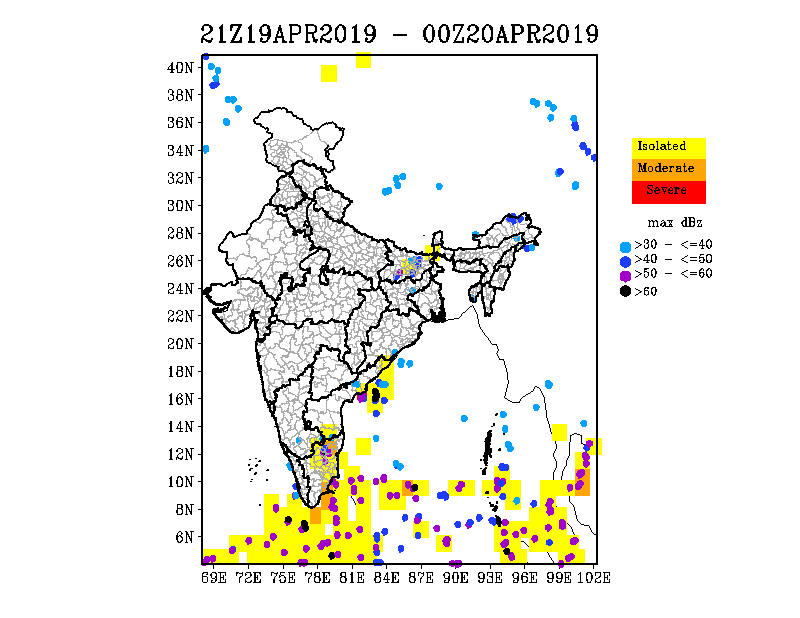 21Z19APR2019 – 00Z20APR2019
40N
38N
36N
34N
32N
30N
28N
26N
24N
22N
20N
18N
16N
14N
12N
10N
8N
6N
69E 72E 75E 78E 81E 84E 87E 90E 93E 96E 99E 102E
Isolated
Moderate
Severe
max dBz
>30 – <=40
>40 – <=50
>50 – <=60
>60